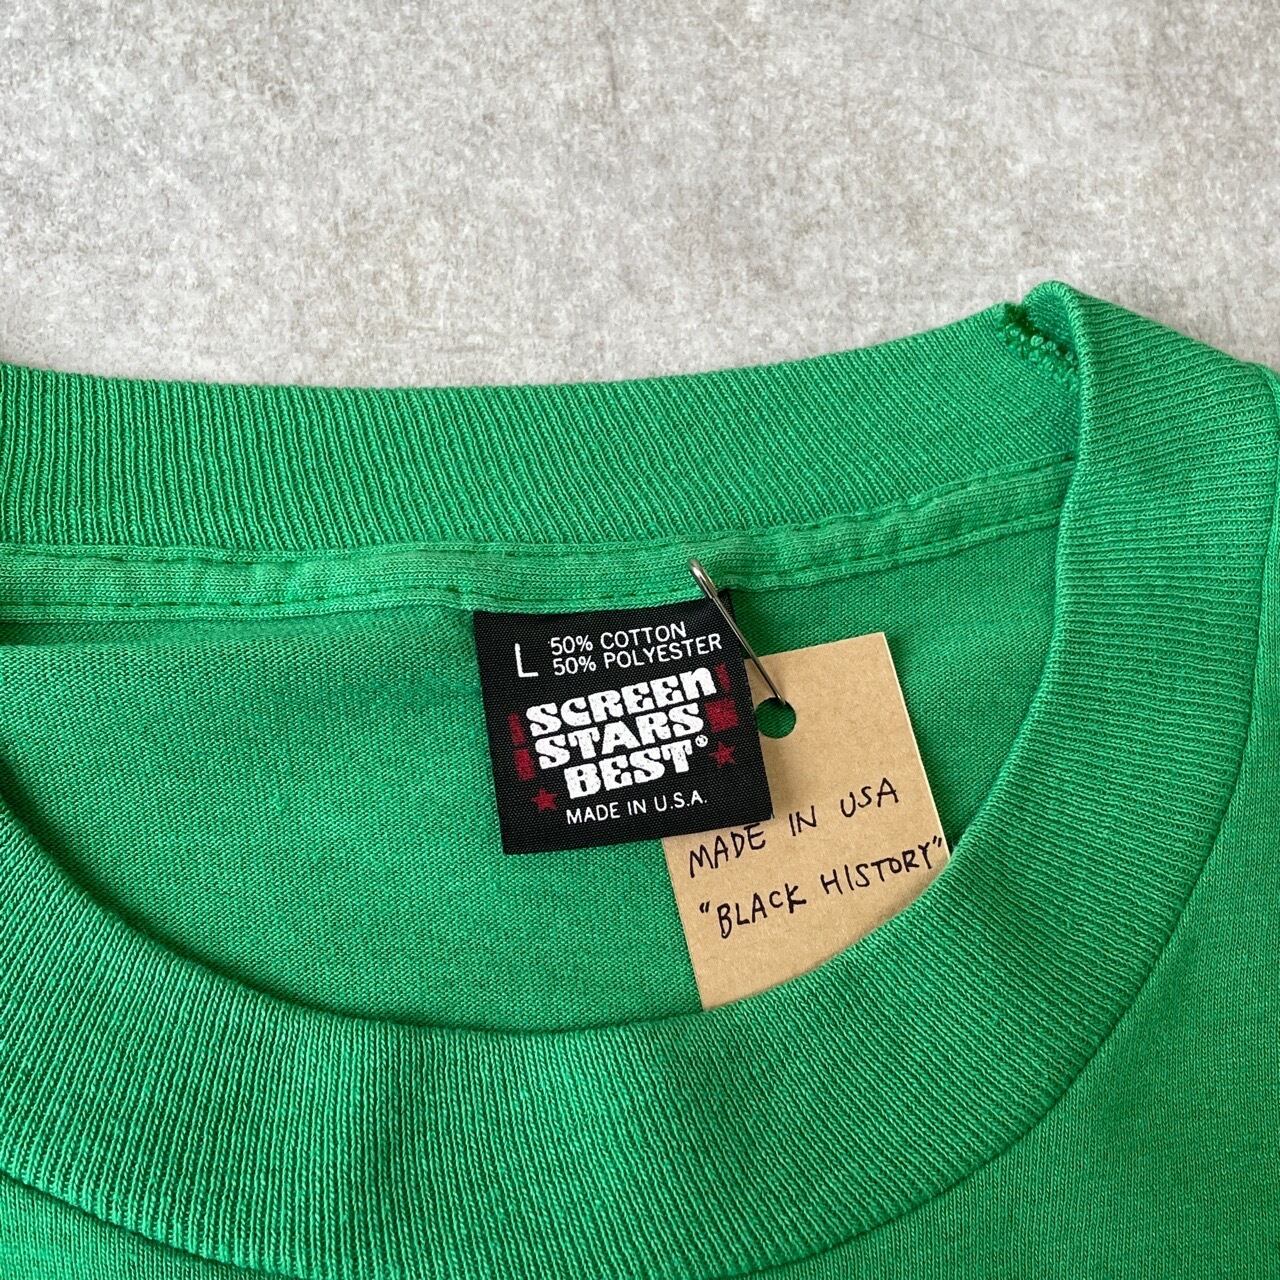 L
50% COTTON
50% POLYESTER
SCREEN
STARS
BEST®
MADE IN U.S.A.
MADE IN USA
"BLACK HISTORY"